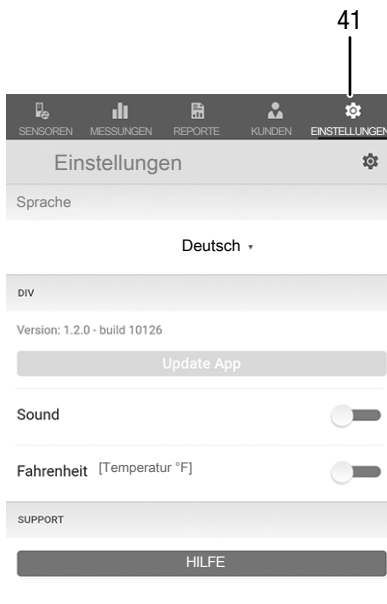 41
SENSOREN MESSUNGEN REPORTE KUNDEN EINSTELLUNGEN
Einstellungen
Sprache
Deutsch
DIV
Version: 1.2.0 - build 10126
Update App
Sound
Fahrenheit [Temperatur °F]
SUPPORT
HILFE